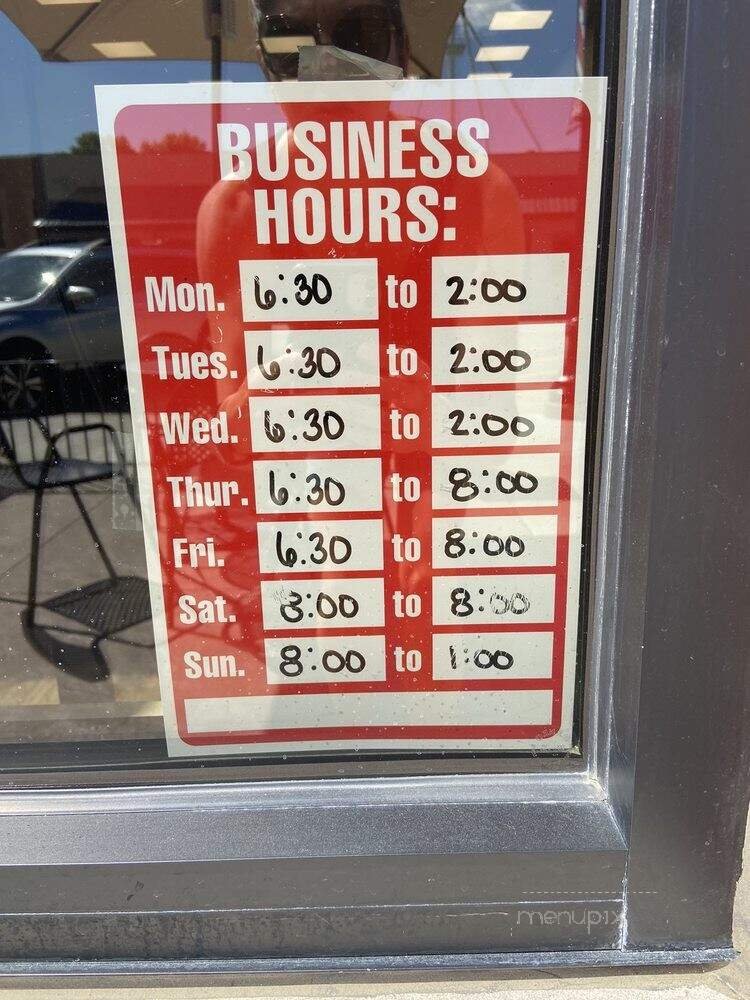 BUSINESS
HOURS:
Mon. 6:30 to 2:00
Tues. 6:30 to 2:00
Wed. 6:30 to 2:00
Thur. 6:30 to 8:00
Fri. 6:30 to 8:00
Sat. 8:00 to 8:00
Sun. 8:00 to 1:00
menupix